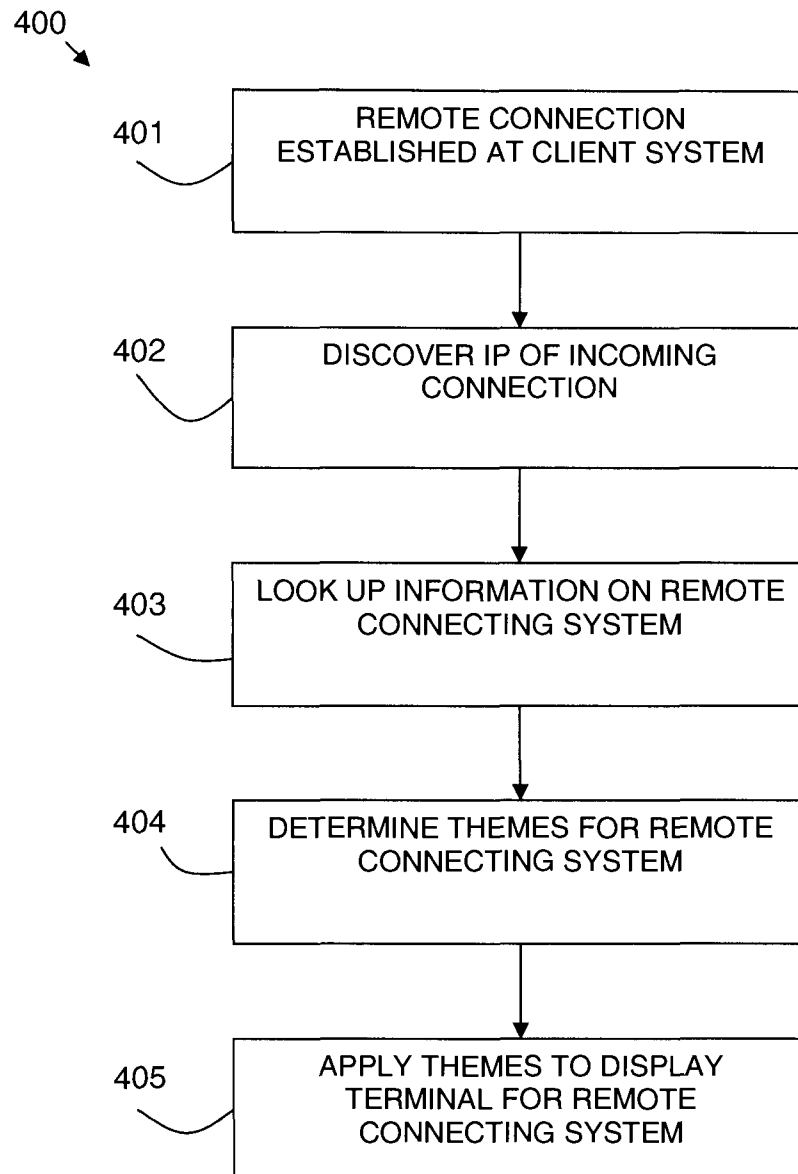 400
401
REMOTE CONNECTION
ESTABLISHED AT CLIENT SYSTEM
402
DISCOVER IP OF INCOMING
CONNECTION
403
LOOK UP INFORMATION ON REMOTE
CONNECTING SYSTEM
404
DETERMINE THEMES FOR REMOTE
CONNECTING SYSTEM
405
APPLY THEMES TO DISPLAY
TERMINAL FOR REMOTE
CONNECTING SYSTEM